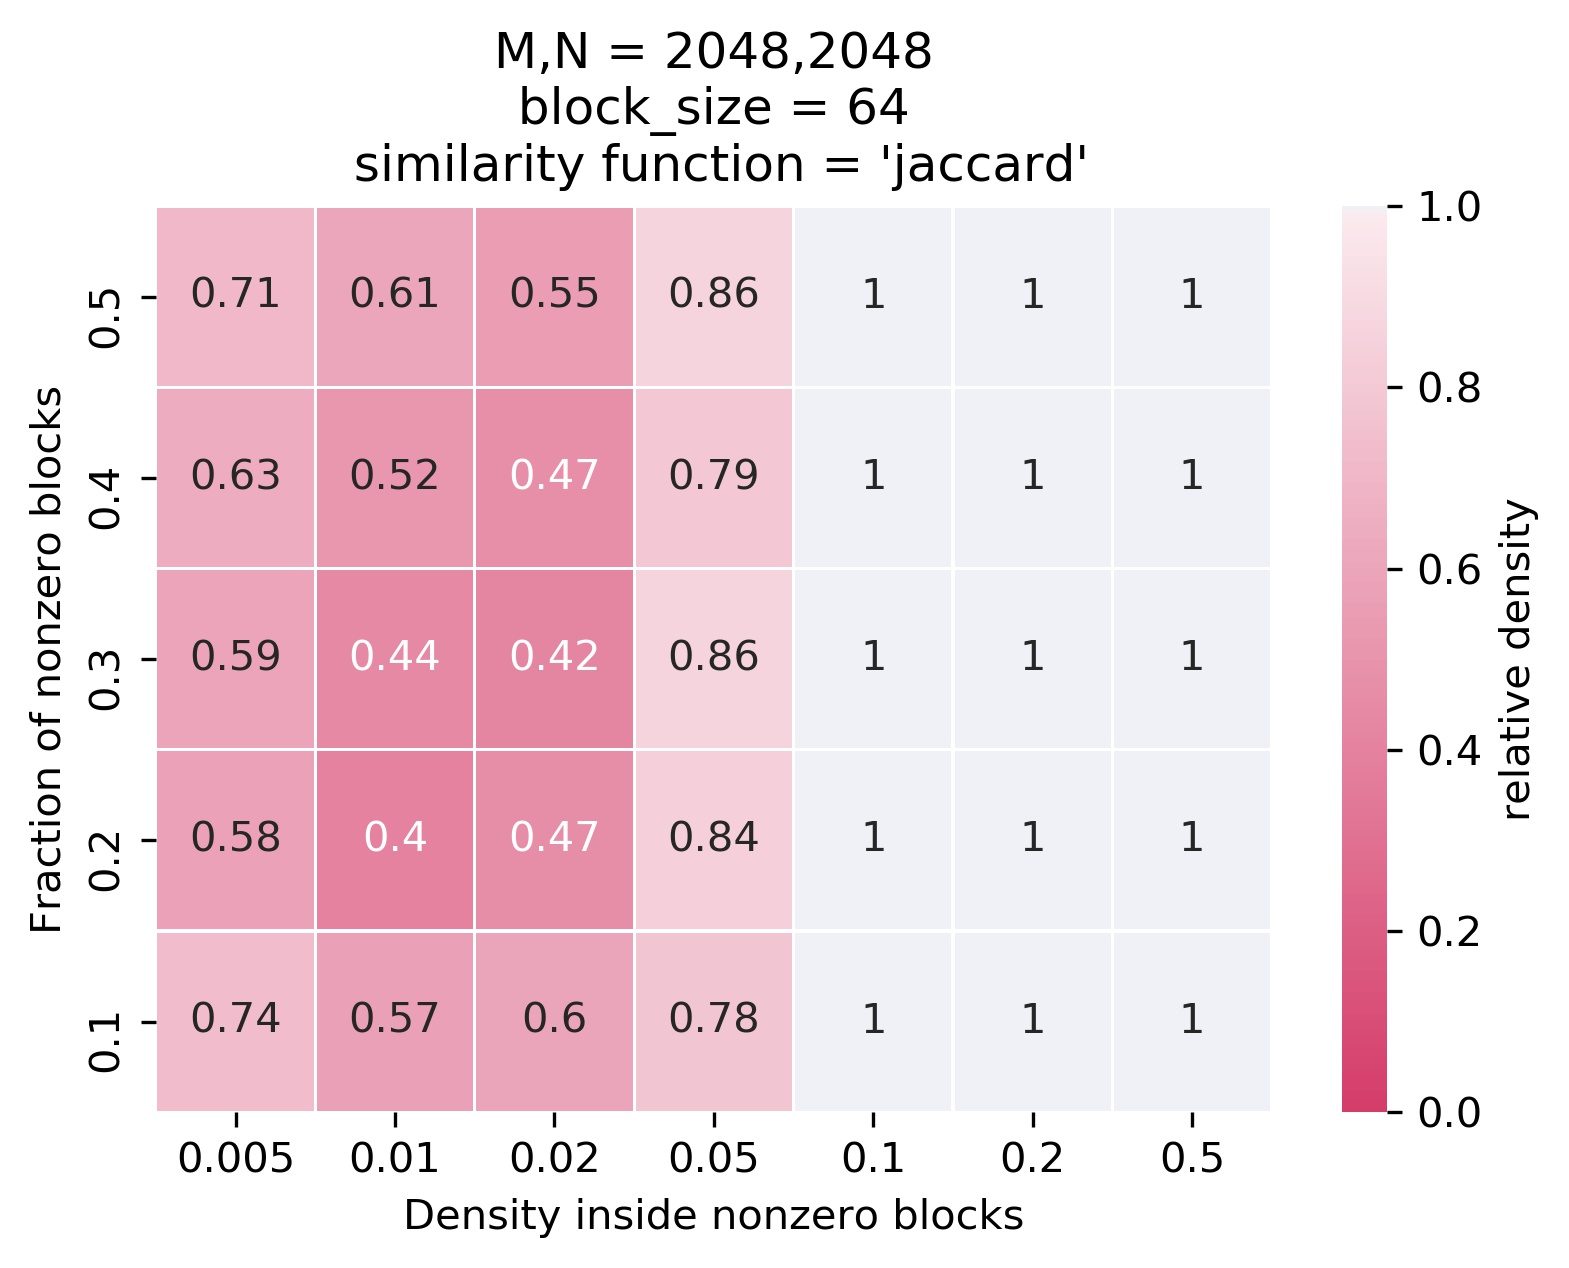 M,N = 2048,2048
block_size = 64
similarity function = 'jaccard'
Fraction of nonzero blocks
0.5
0.71 0.61 0.55 0.86 1 1 1
0.4
0.63 0.52 0.47 0.79 1 1 1
0.3
0.59 0.44 0.42 0.86 1 1 1
0.2
0.58 0.4 0.47 0.84 1 1 1
0.1
0.74 0.57 0.6 0.78 1 1 1
0.005 0.01 0.02 0.05 0.1 0.2 0.5
Density inside nonzero blocks
1.0
0.8
0.6
0.4
0.2
0.0
relative density